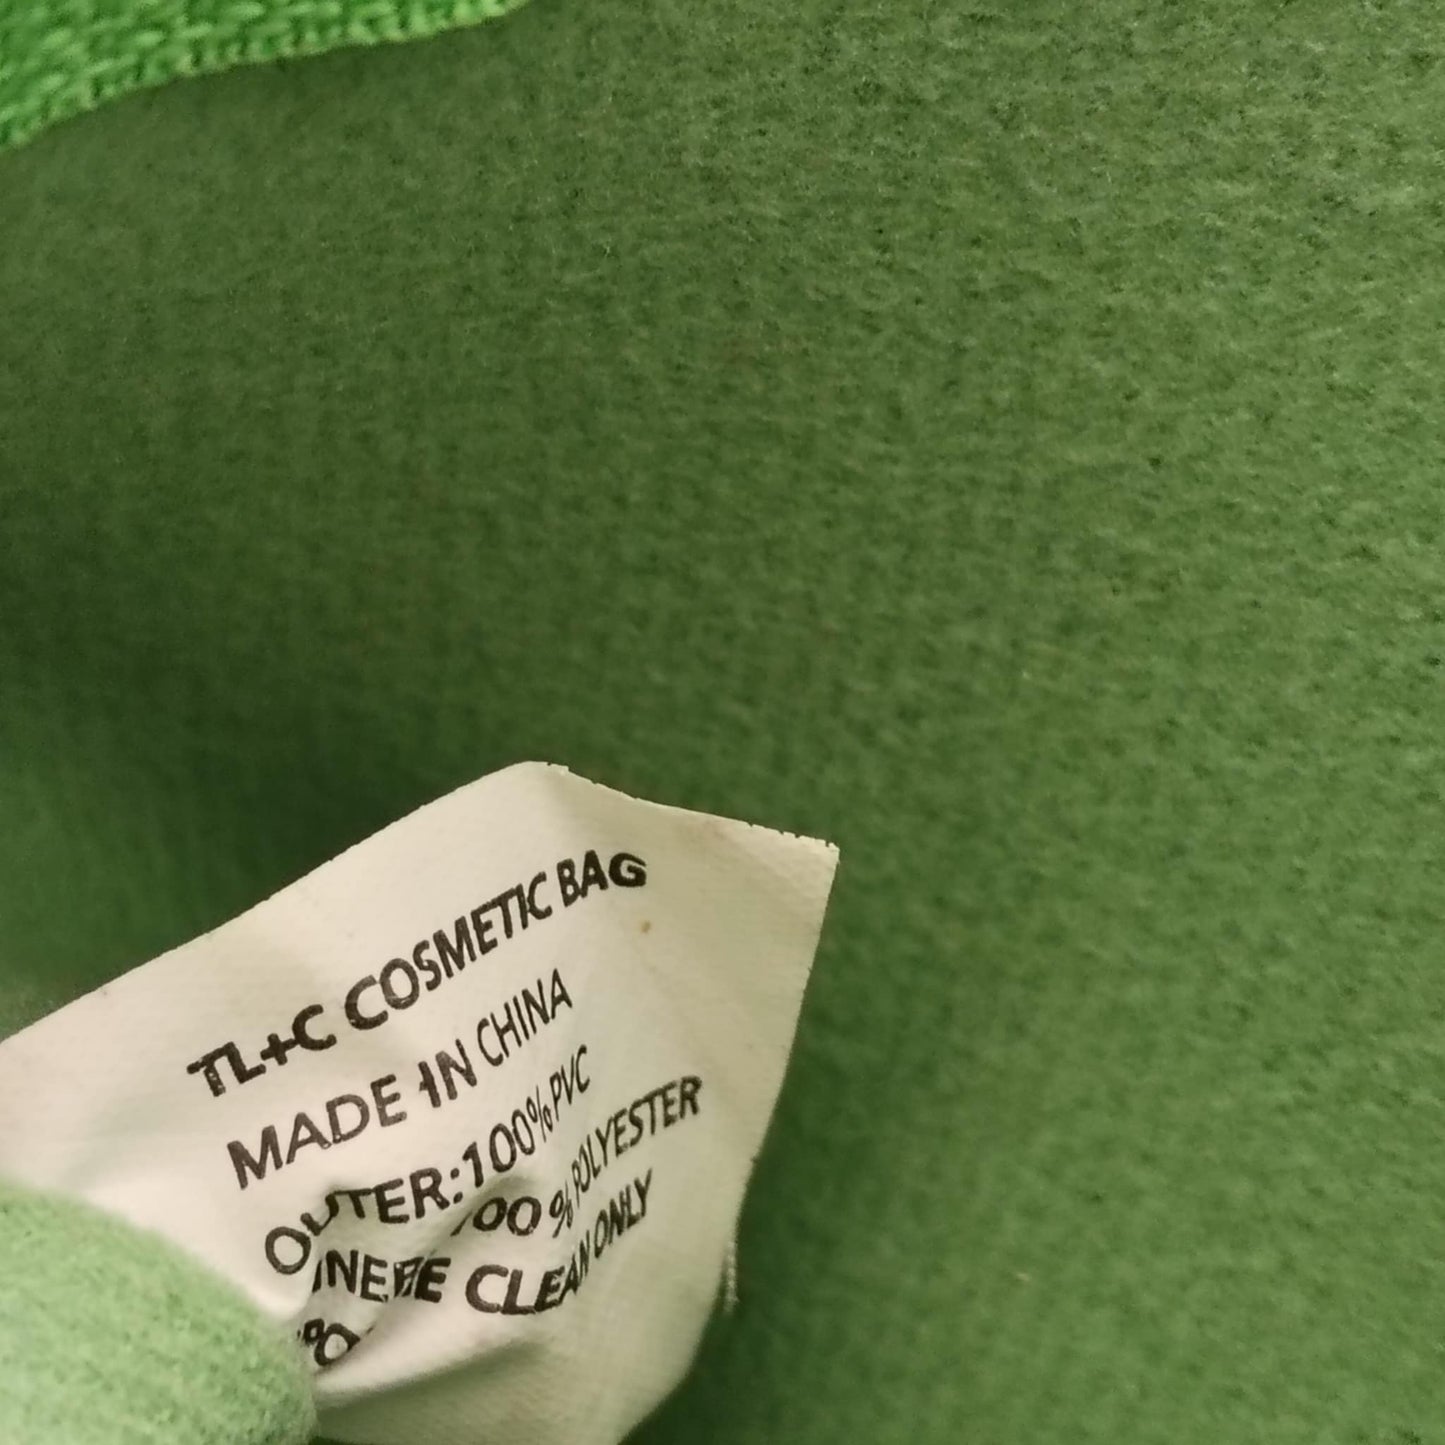 TL+C COSMETIC BAG
MADE IN CHINA
OUTER:100%PVC
100% POLYESTER
CLEAN ONLY